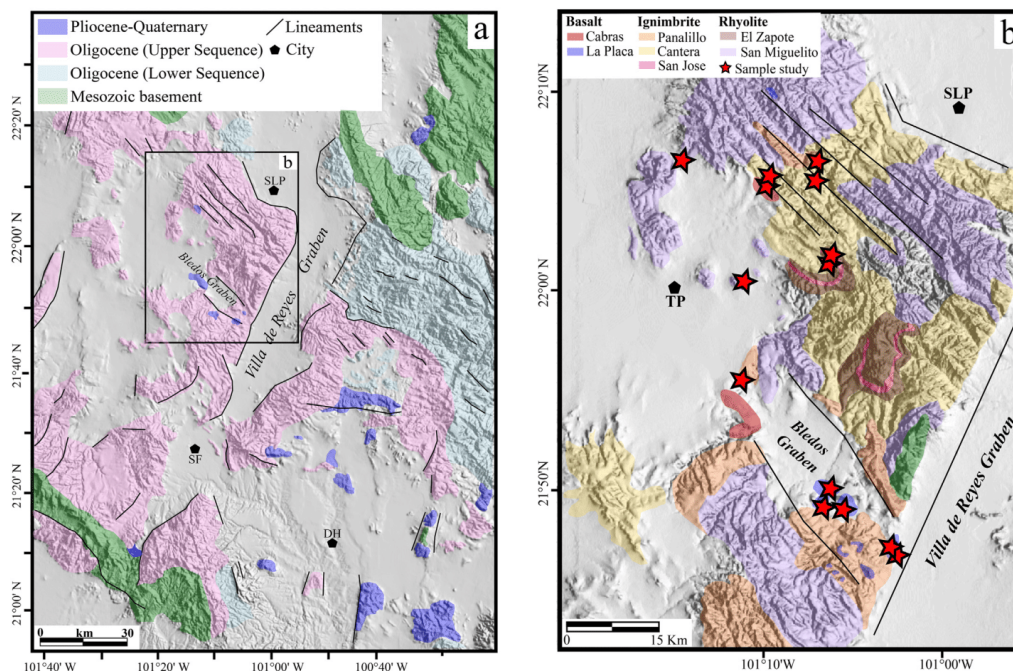 Pliocene-Quaternary
Oligocene (Upper Sequence)
Oligocene (Lower Sequence)
Mesozoic basement
Lineaments
City
a
22°20' N
22°00' N
21°40' N
21°20' N
21°00' N
b
SLP
Bledos Graben
Villa de Reyes Graben
SF
DH
0 km 30
101°40' W
101°20' W
101°00' W
100°40' W
Basalt
Cabras
La Placa
Ignimbrite
Panalillo
Cantera
San Jose
Rhyolite
El Zapote
San Miguelito
Sample study
b
22°10' N
22°00' N
21°50'N
SLP
TP
Bledos
Graben
Villa de Reyes Graben
0 15 Km
101°10' W
101°00' W